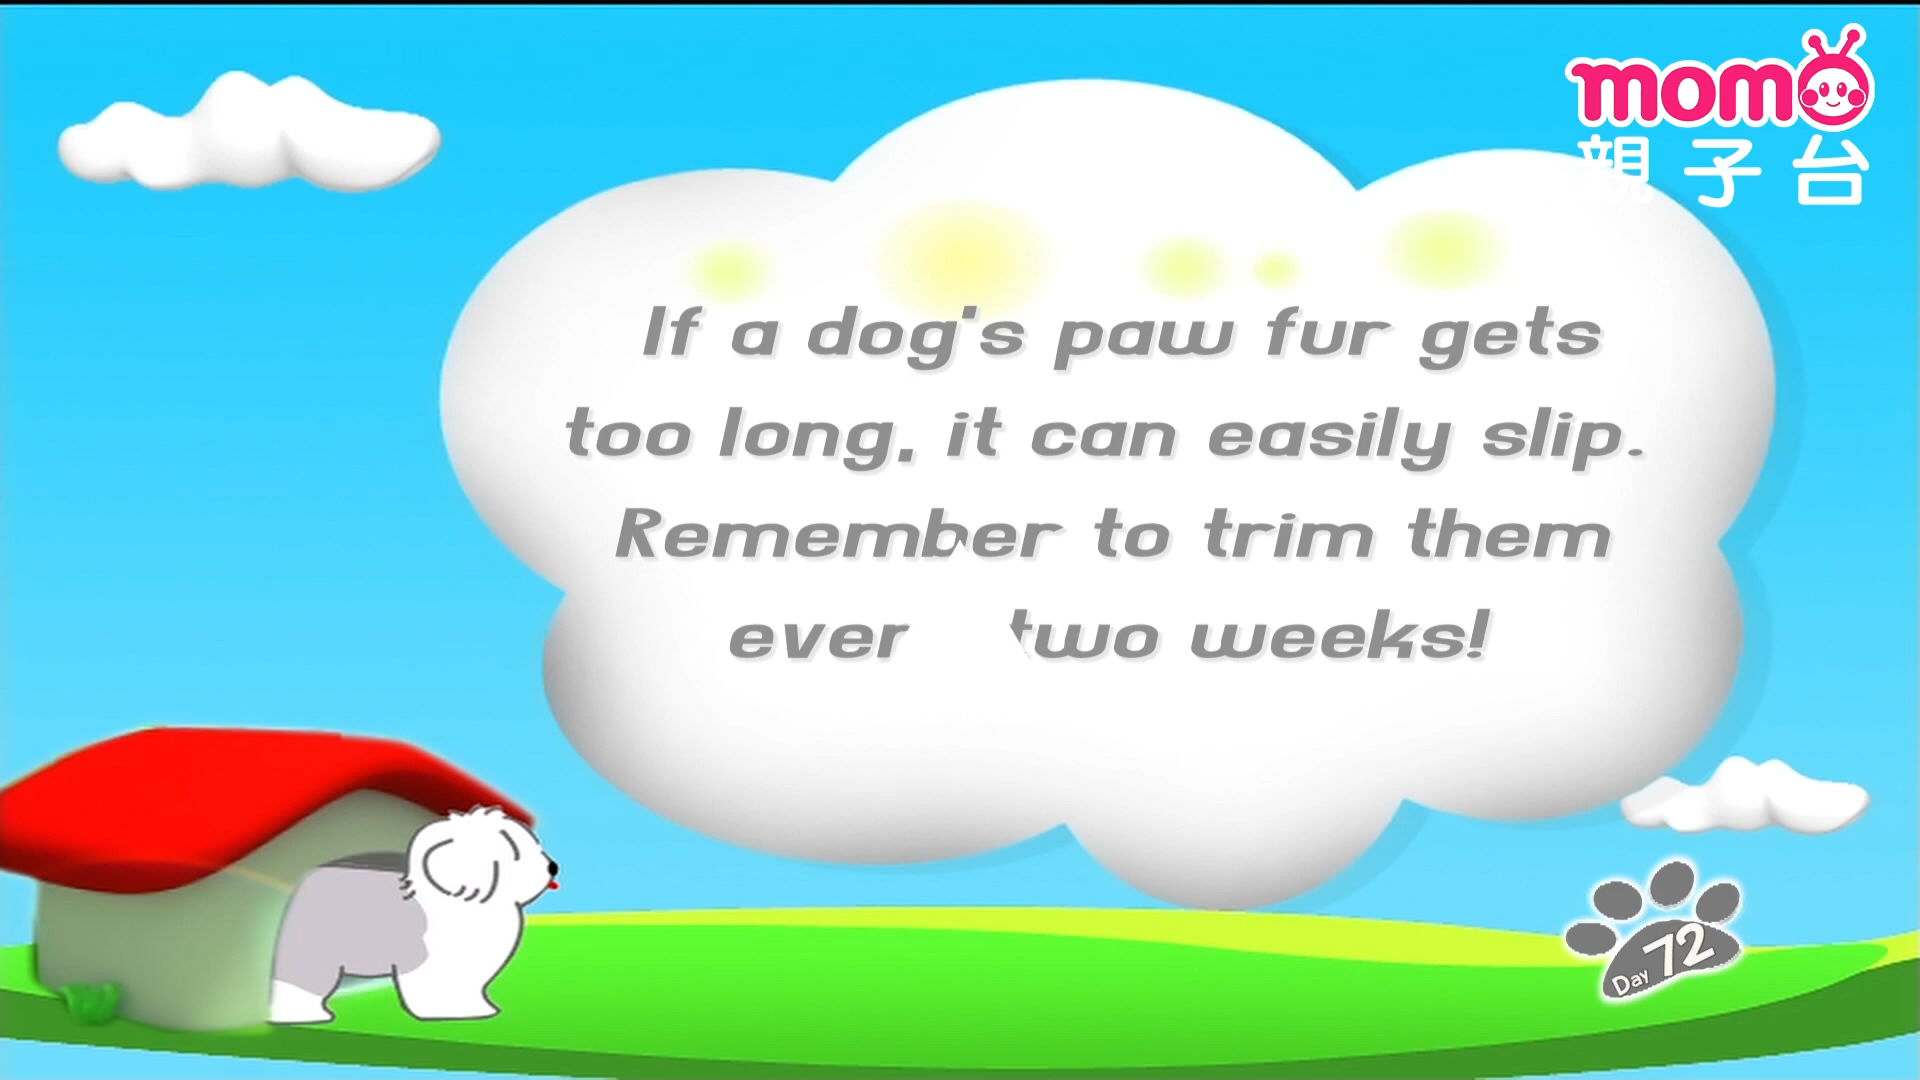 momo
親子台
If a dog's paw fur gets
too long, it can easily slip.
Remember to trim them
ever two weeks!
Day 72